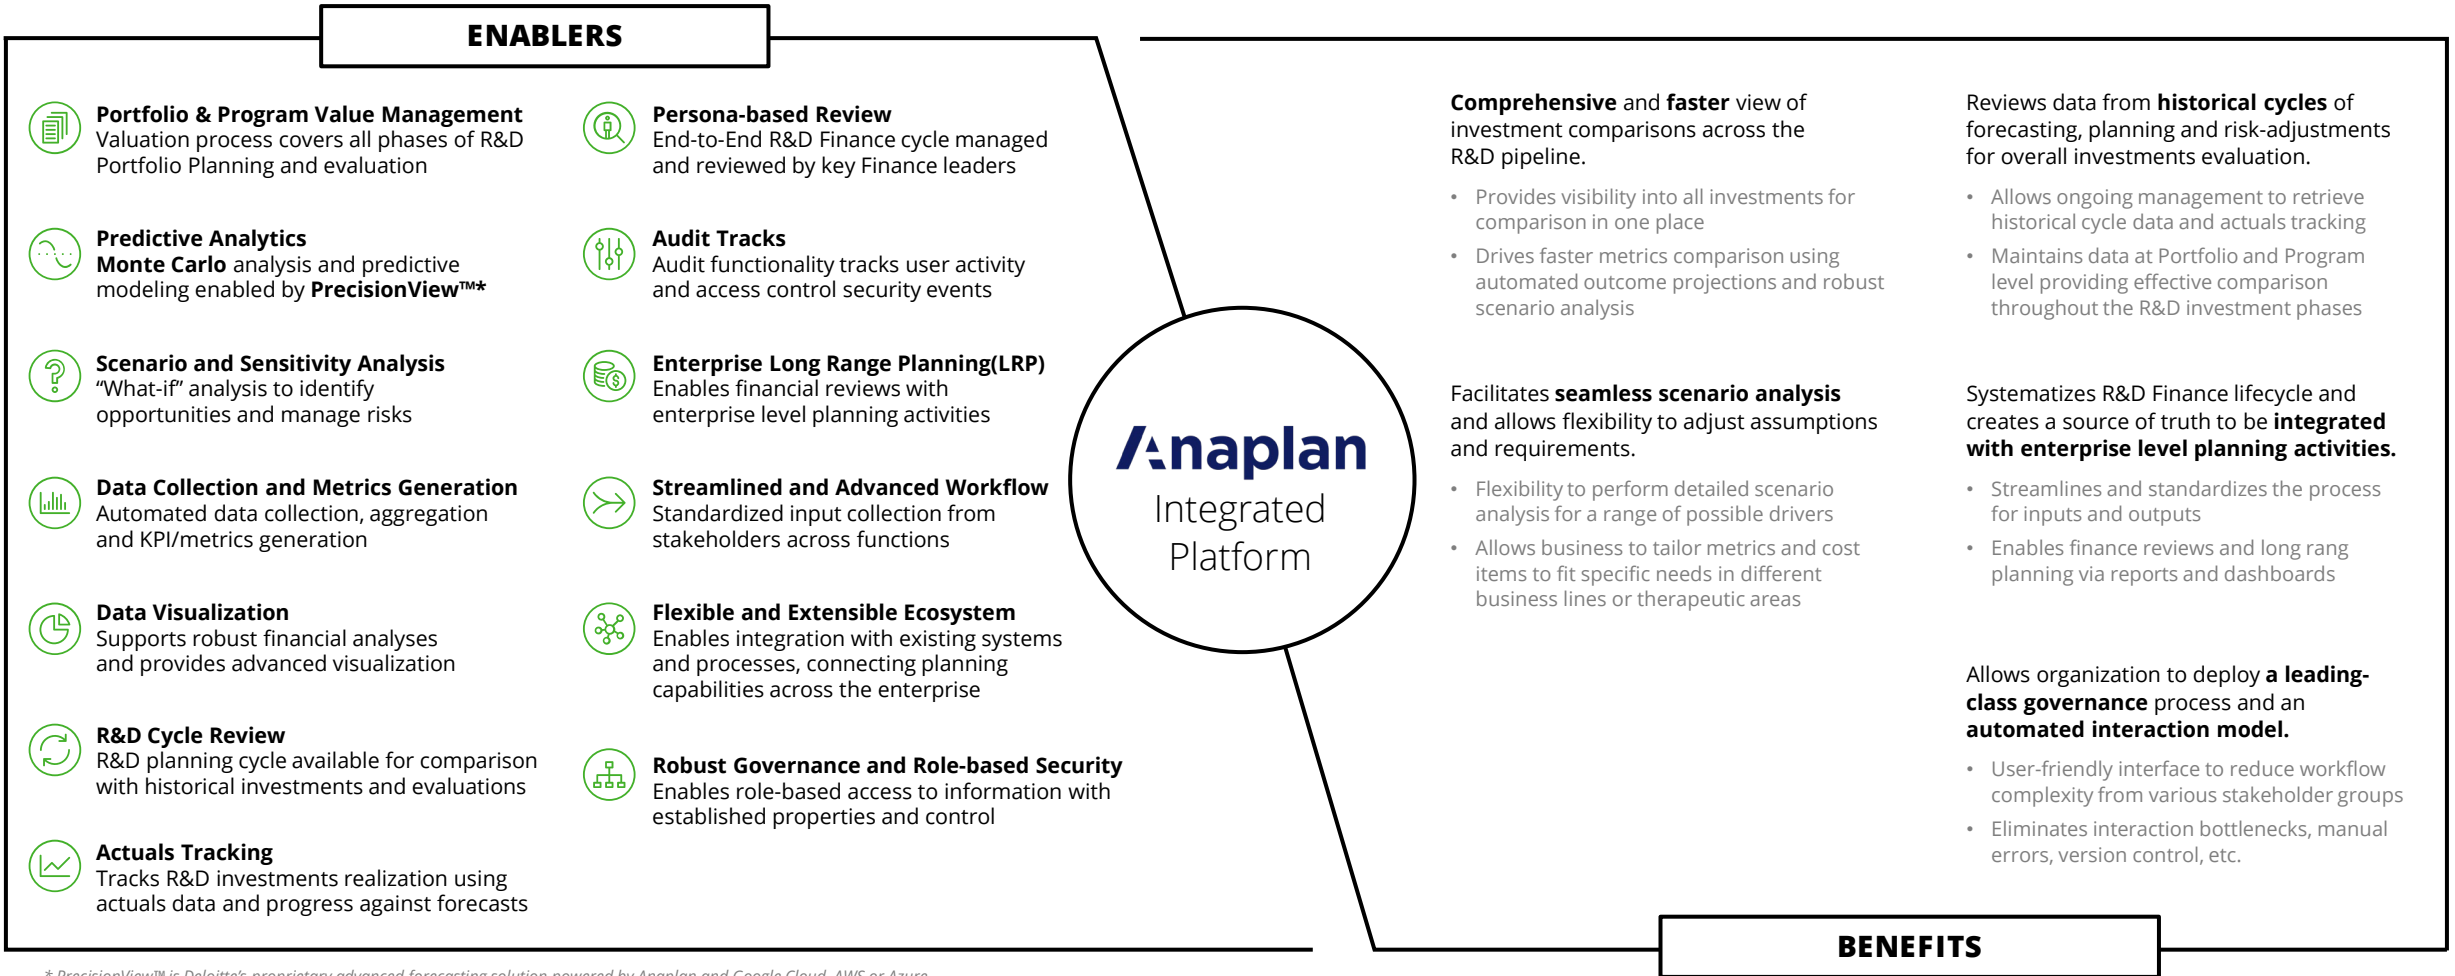 ENABLERS
Portfolio & Program Value Management
Valuation process covers all phases of R&D
Portfolio Planning and evaluation
Predictive Analytics
Monte Carlo analysis and predictive
modeling enabled by PrecisionView™*
Scenario and Sensitivity Analysis
“What-if” analysis to identify
opportunities and manage risks
Data Collection and Metrics Generation
Automated data collection, aggregation
and KPI/metrics generation
Data Visualization
Supports robust financial analyses
and provides advanced visualization
R&D Cycle Review
R&D planning cycle available for comparison
with historical investments and evaluations
Actuals Tracking
Tracks R&D investments realization using
actuals data and progress against forecasts
Persona-based Review
End-to-End R&D Finance cycle managed
and reviewed by key Finance leaders
Audit Tracks
Audit functionality tracks user activity
and access control security events
Enterprise Long Range Planning(LRP)
Enables financial reviews with
enterprise level planning activities
Streamlined and Advanced Workflow
Standardized input collection from
stakeholders across functions
Flexible and Extensible Ecosystem
Enables integration with existing systems
and processes, connecting planning
capabilities across the enterprise
Robust Governance and Role-based Security
Enables role-based access to information with
established properties and control
Anaplan
Integrated
Platform
Comprehensive and faster view of
investment comparisons across the
R&D pipeline.
• Provides visibility into all investments for
comparison in one place
• Drives faster metrics comparison using
automated outcome projections and robust
scenario analysis
Facilitates seamless scenario analysis
and allows flexibility to adjust assumptions
and requirements.
• Flexibility to perform detailed scenario
analysis for a range of possible drivers
• Allows business to tailor metrics and cost
items to fit specific needs in different
business lines or therapeutic areas
Reviews data from historical cycles of
forecasting, planning and risk-adjustments
for overall investments evaluation.
• Allows ongoing management to retrieve
historical cycle data and actuals tracking
• Maintains data at Portfolio and Program
level providing effective comparison
throughout the R&D investment phases
Systematizes R&D Finance lifecycle and
creates a source of truth to be integrated
with enterprise level planning activities.
• Streamlines and standardizes the process
for inputs and outputs
• Enables finance reviews and long rang
planning via reports and dashboards
Allows organization to deploy a leading-
class governance process and an
automated interaction model.
• User-friendly interface to reduce workflow
complexity from various stakeholder groups
• Eliminates interaction bottlenecks, manual
errors, version control, etc.
BENEFITS
* PrecisionView™ is Deloitte’s proprietary advanced forecasting solution powered by Anaplan and Google Cloud, AWS or Azure